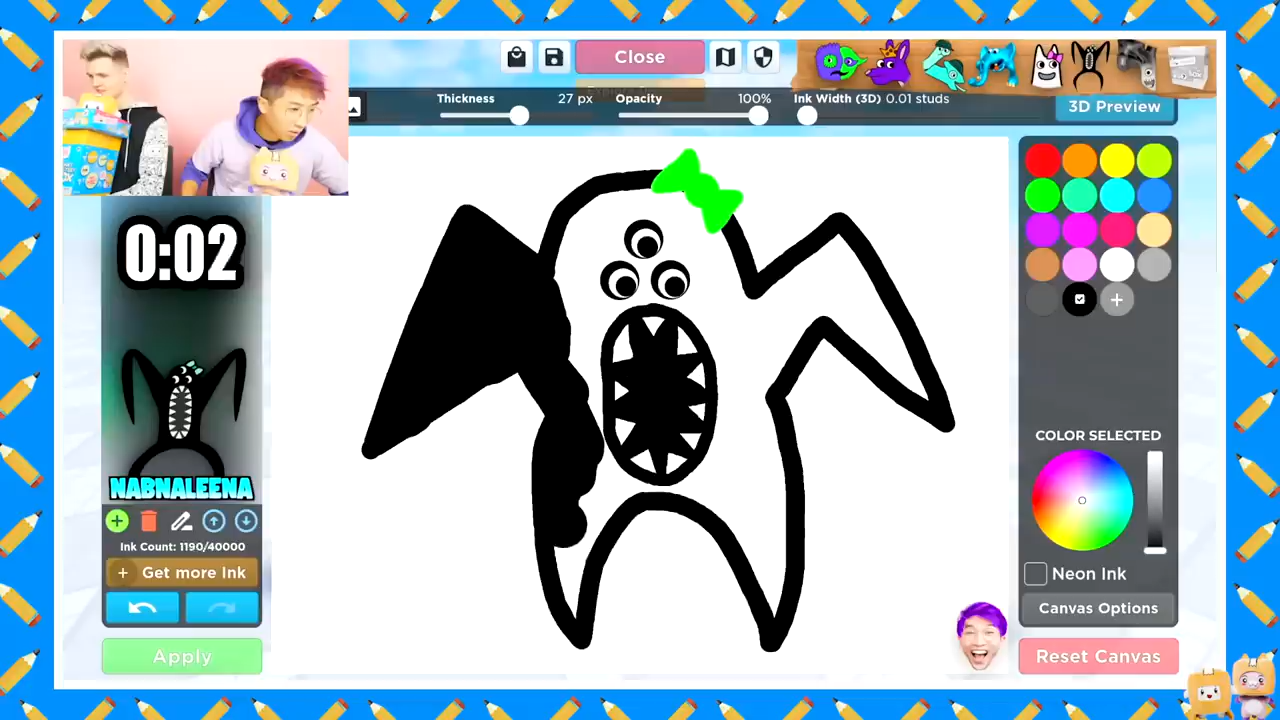 Close
Thickness 27 px Opacity 100% Ink Width (3D) 0.01 studs
3D Preview
0:02
NABNALEENA
Ink Count: 1190/40000
+ Get more Ink
Apply
COLOR SELECTED
Neon Ink
Canvas Options
Reset Canvas